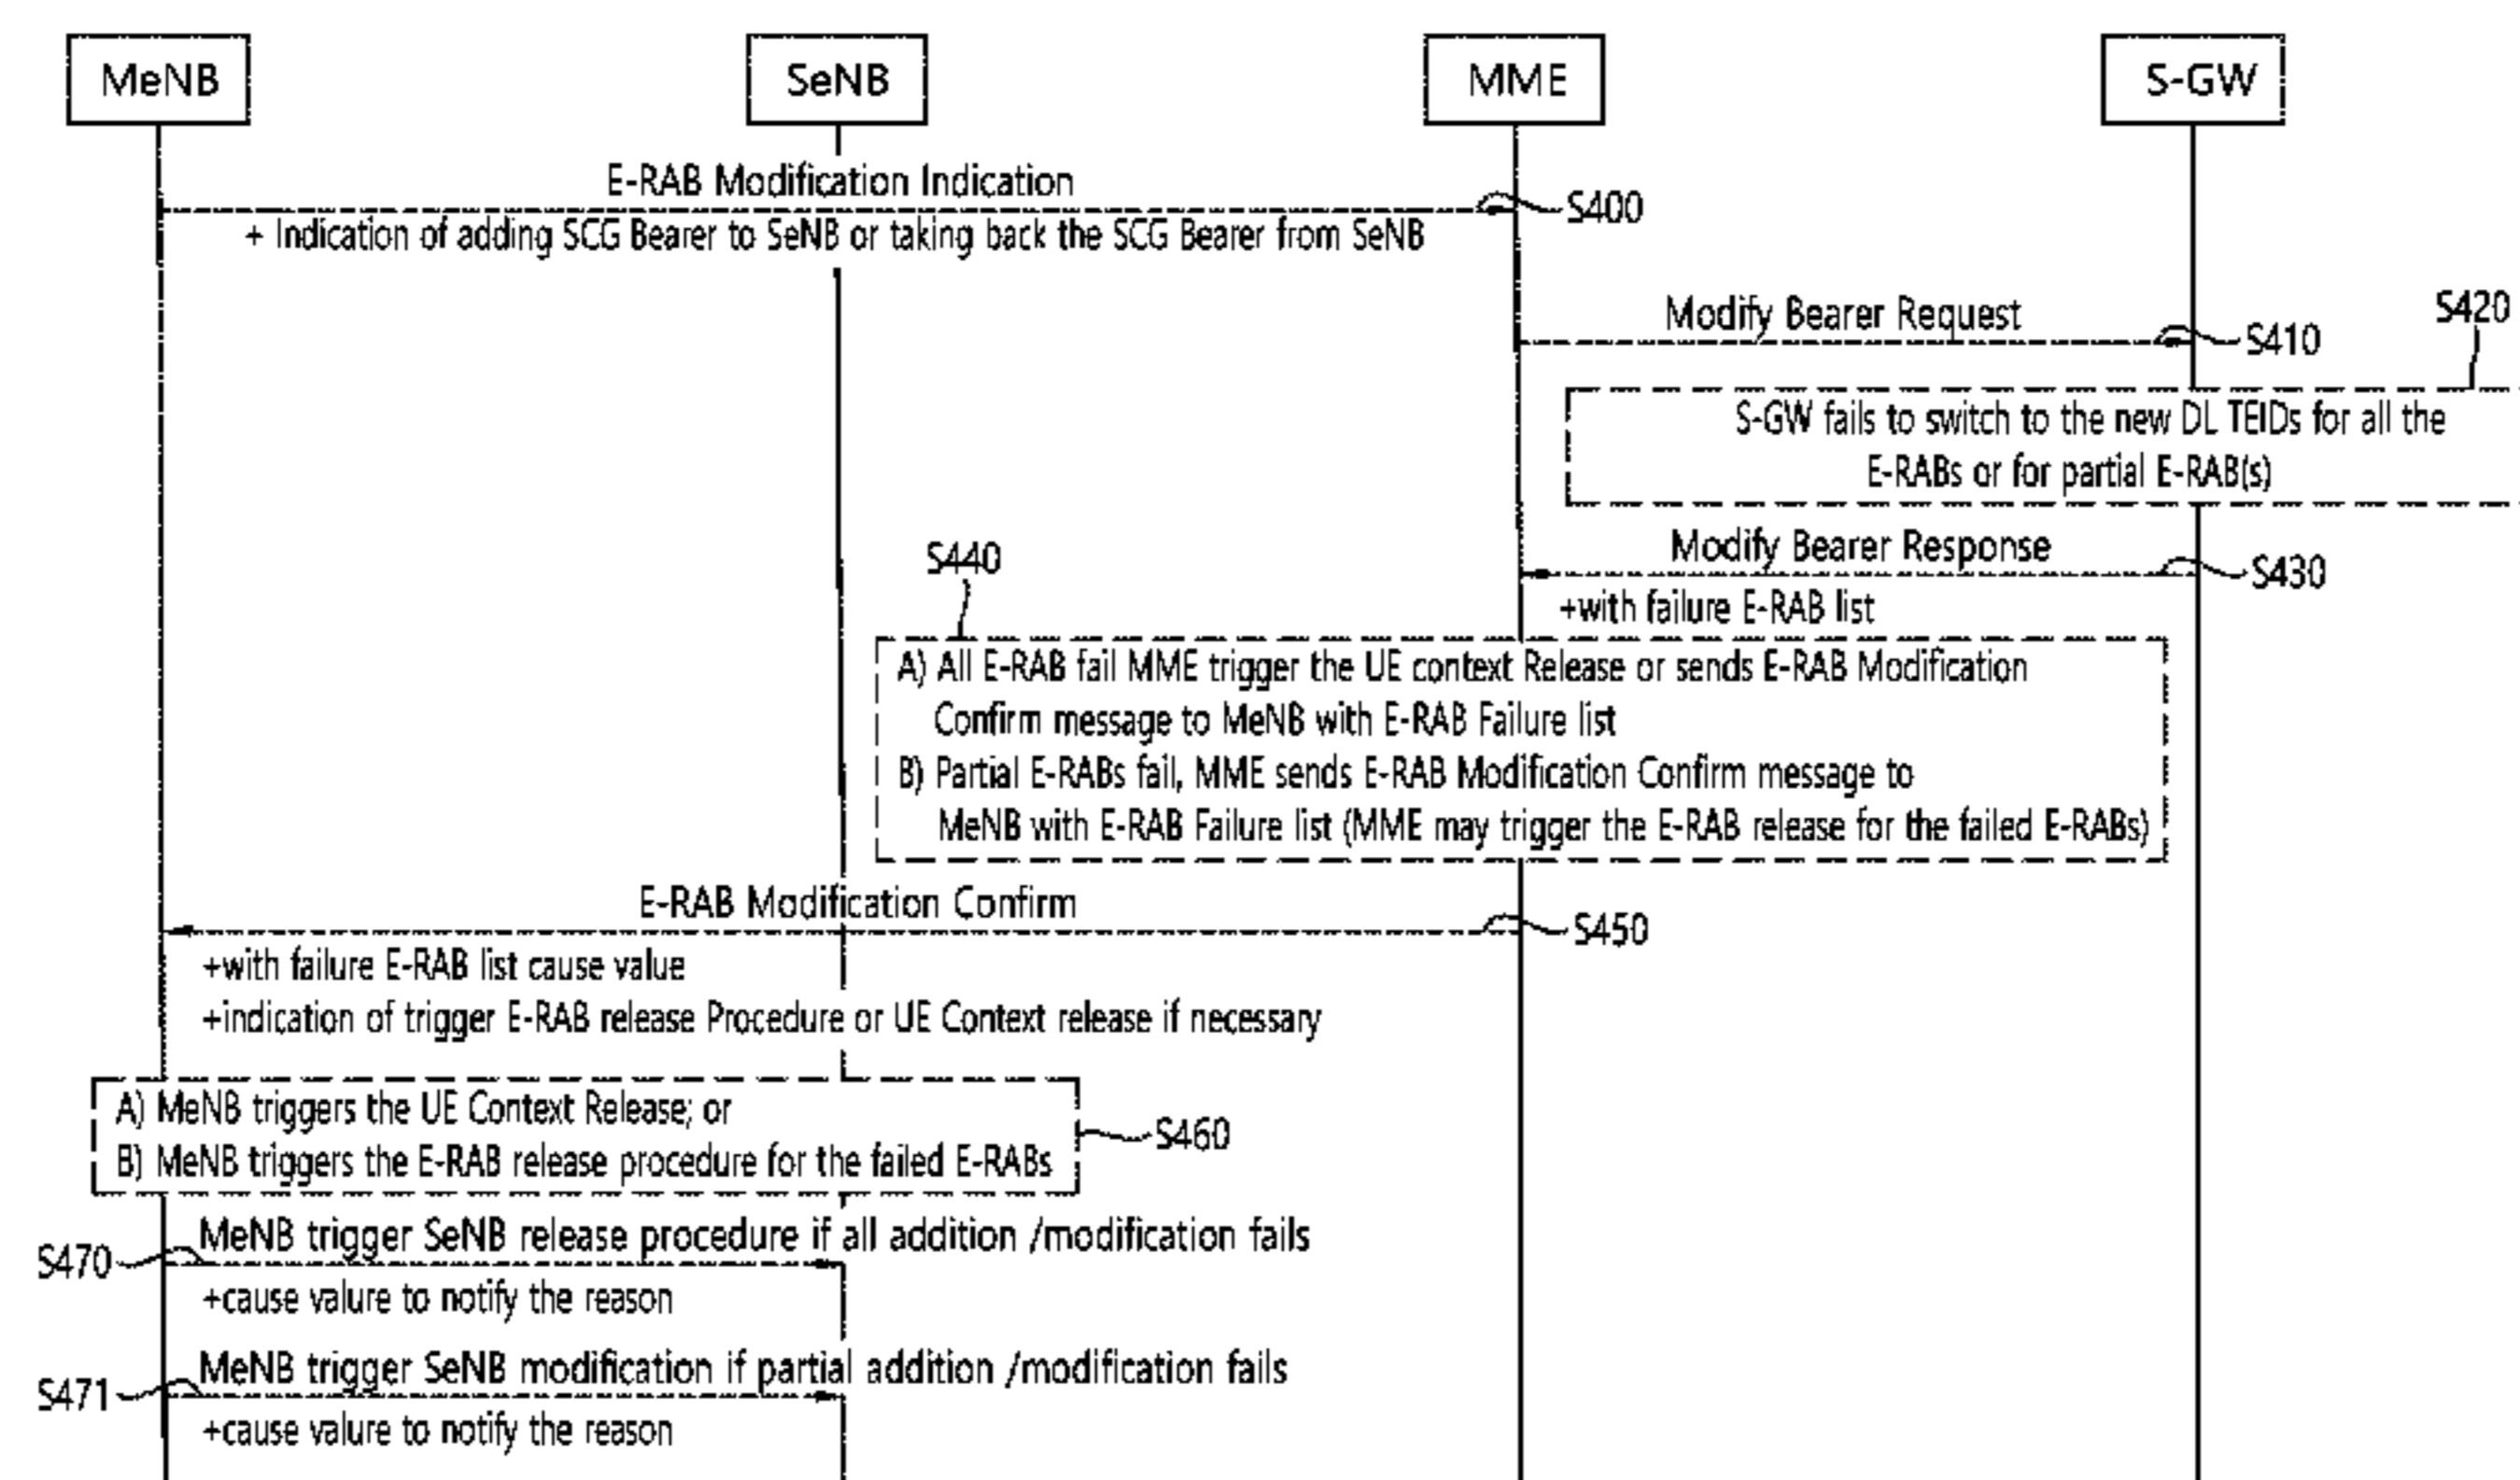 MeNB
SeNB
MME
S-GW
E-RAB Modification Indication
S400
+ Indication of adding SCG Bearer to SeNB or taking back the SCG Bearer from SeNB
Modify Bearer Request
S410
S420
S-GW fails to switch to the new DL TEIDs for all the
E-RABs or for partial E-RAB(s)
Modify Bearer Response
S430
+with failure E-RAB list
S440
A) All E-RAB fail MME trigger the UE context Release or sends E-RAB Modification
Confirm message to MeNB with E-RAB Failure list
B) Partial E-RABs fail, MME sends E-RAB Modification Confirm message to
MeNB with E-RAB Failure list (MME may trigger the E-RAB release for the failed E-RABs)
E-RAB Modification Confirm
S450
+with failure E-RAB list cause value
+indication of trigger E-RAB release Procedure or UE Context release if necessary
A) MeNB triggers the UE Context Release; or
B) MeNB triggers the E-RAB release procedure for the failed E-RABs
S460
MeNB trigger SeNB release procedure if all addition /modification fails
S470
+cause valure to notify the reason
MeNB trigger SeNB modification if partial addition /modification fails
S471
+cause valure to notify the reason